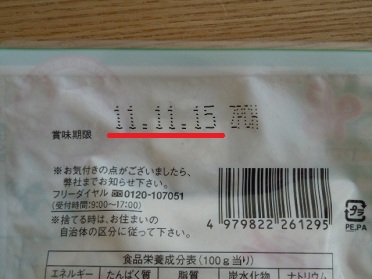 賞味期限 11.11.15
※お気付きの点がございましたら、
弊社までお知らせ下さい。
フリーダイヤル 0120-107051
(受付時間:9:00~17:00)
※捨てる時は、お住まいの
自治体の区分に従って下さい。
4 979822 261295
プラ
PE,PA
食品栄養成分表(100g当り)
エネルギー たんぱく質 脂質 炭水化物 ナトリウム